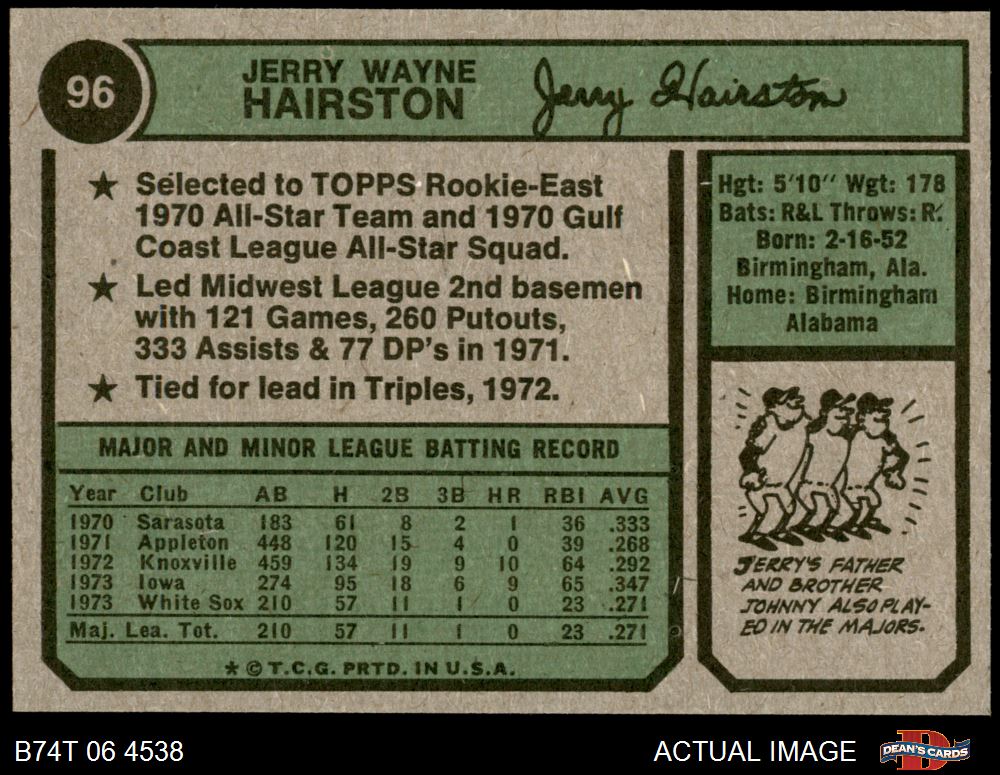 96
JERRY WAYNE
HAIRSTON
Jerry Hairston
★ Selected to TOPPS Rookie-East
1970 All-Star Team and 1970 Gulf
Coast League All-Star Squad.
★ Led Midwest League 2nd basemen
with 121 Games, 260 Putouts,
333 Assists & 77 DP's in 1971.
★ Tied for lead in Triples, 1972.
MAJOR AND MINOR LEAGUE BATTING RECORD
Year Club AB H 2B 3B HR RBI AVG
1970 Sarasota 183 61 8 2 1 36 .333
1971 Appleton 448 120 15 4 0 39 .268
1972 Knoxville 459 134 19 9 10 64 .292
1973 Iowa 274 95 18 6 9 65 .347
1973 White Sox 210 57 11 1 0 23 .271
Maj. Lea. Tot. 210 57 11 1 0 23 .271
★ © T.C.G. PRTD. IN U.S.A.
Hgt: 5'10" Wgt: 178
Bats: R&L Throws: R.
Born: 2-16-52
Birmingham, Ala.
Home: Birmingham
Alabama
JERRY'S FATHER
AND BROTHER
JOHNNY ALSO PLAY-
ED IN THE MAJORS.
B74T 06 4538
ACTUAL IMAGE
DEAN'S CARDS